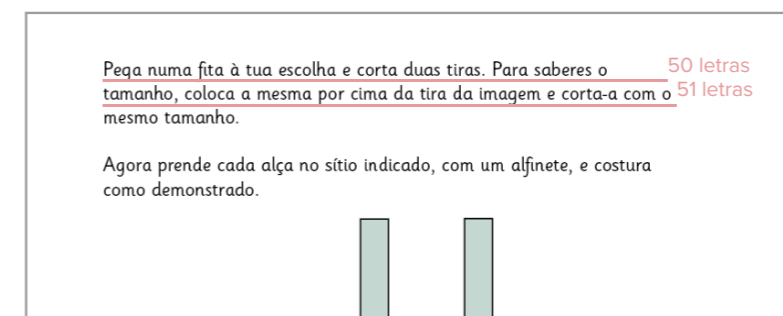 Pega numa fita à tua escolha e corta duas tiras. Para saberes o
50 letras
tamanho, coloca a mesma por cima da tira da imagem e corta-a com o
51 letras
mesmo tamanho.
Agora prende cada alça no sítio indicado, com um alfinete, e costura
como demonstrado.